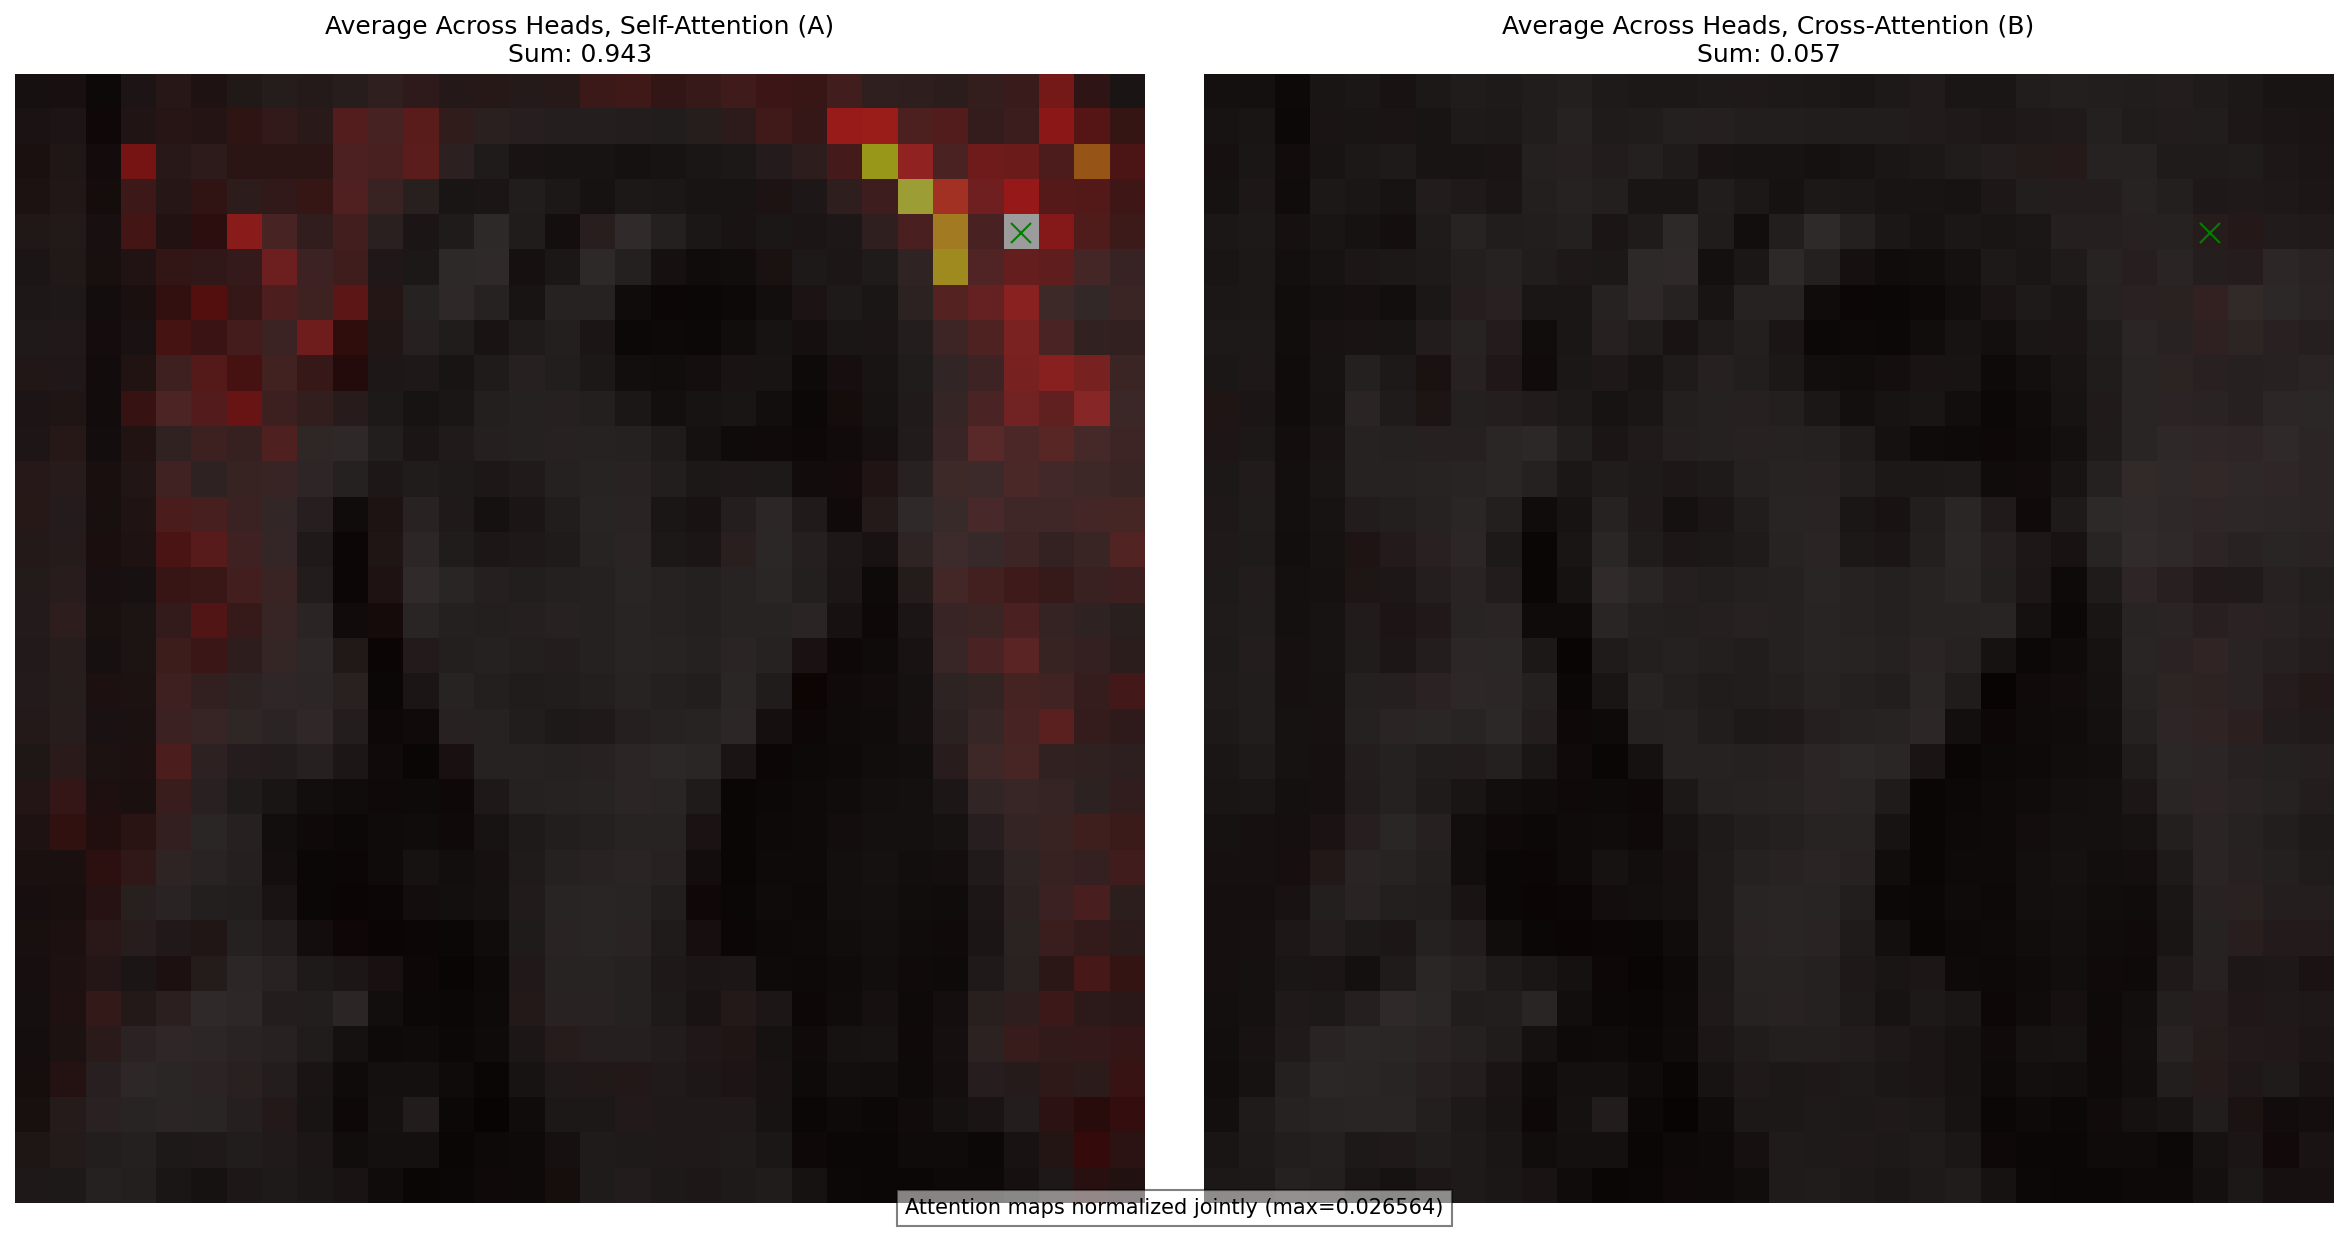 Average Across Heads, Self-Attention (A)
Sum: 0.943
Average Across Heads, Cross-Attention (B)
Sum: 0.057
Attention maps normalized jointly (max=0.026564)